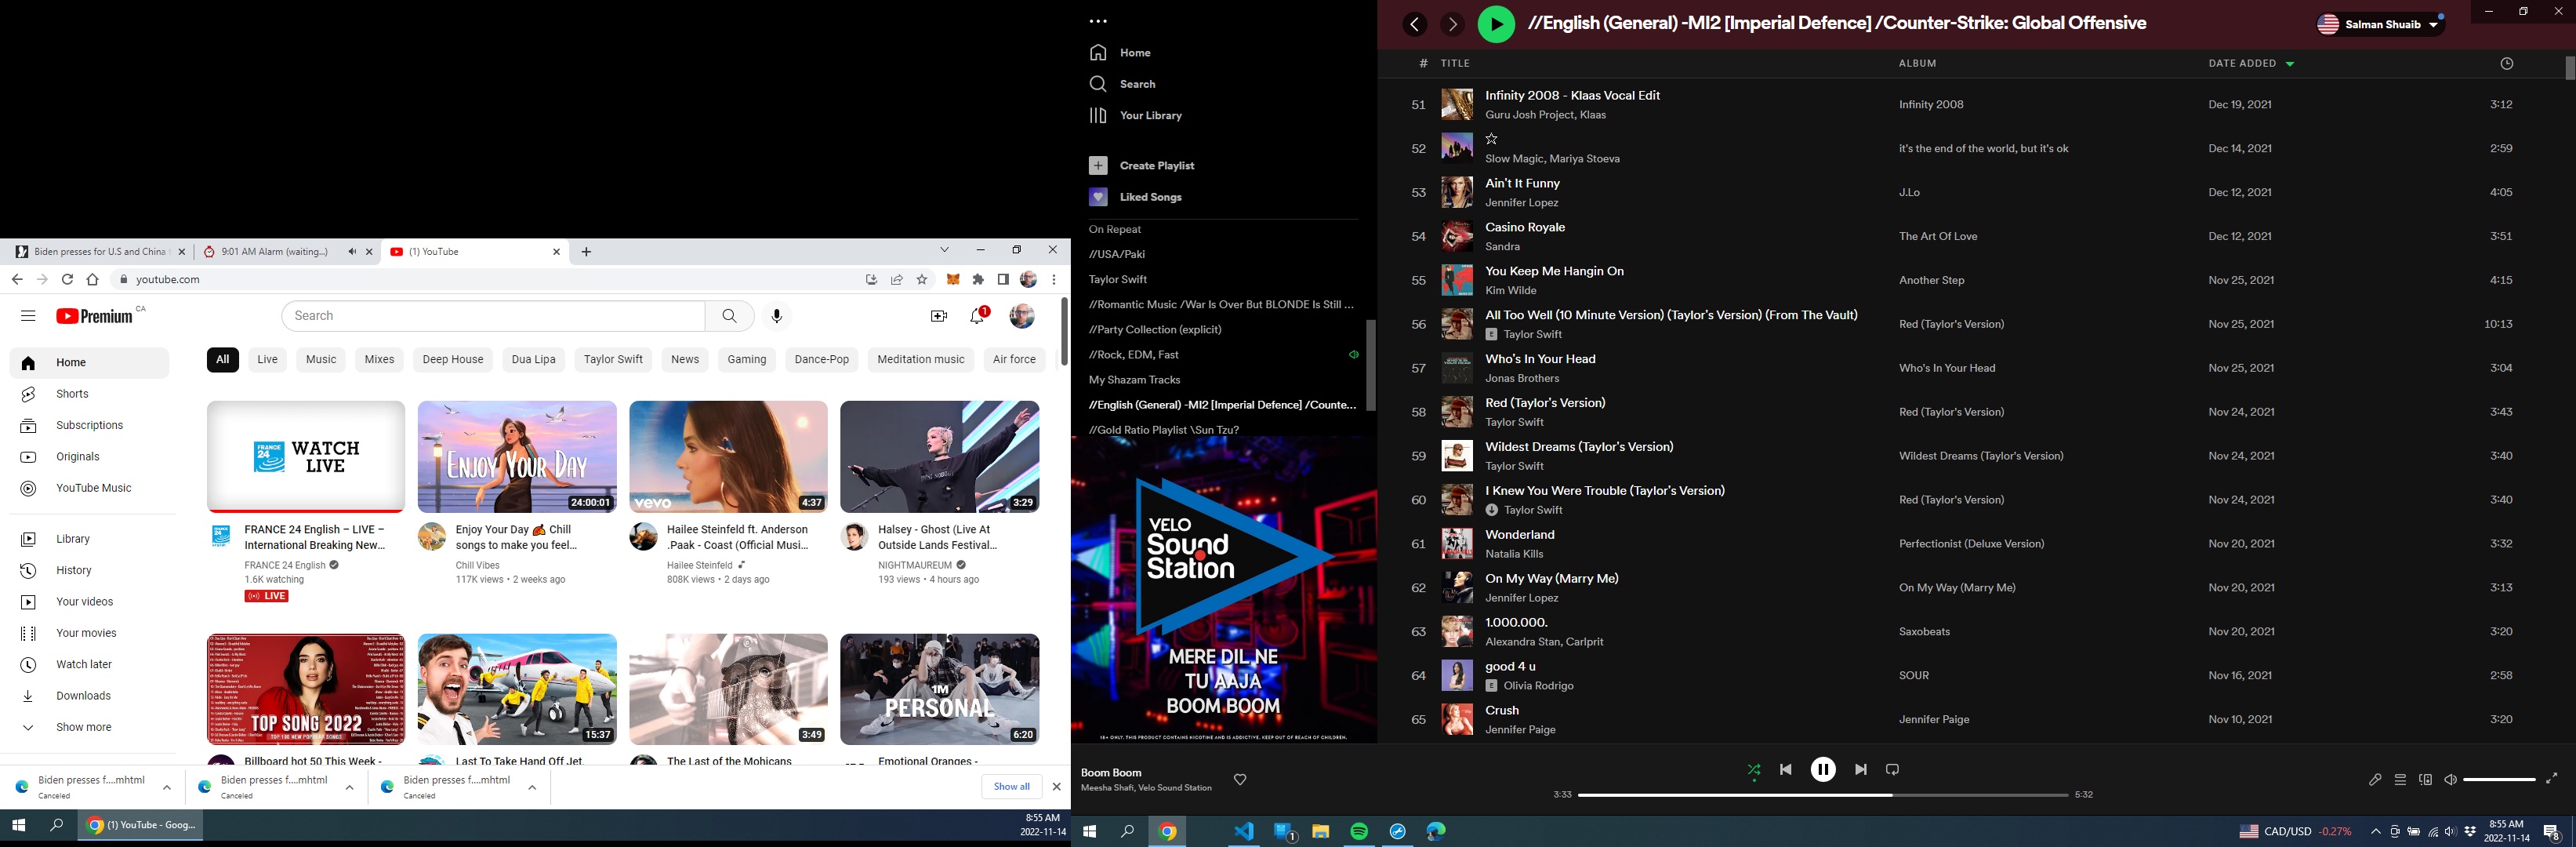 Biden presses for U.S and China
9:01 AM Alarm (waiting...)
(1) YouTube
youtube.com
Premium CA
Search
Home
Shorts
Subscriptions
Originals
YouTube Music
Library
History
Your videos
Your movies
Watch later
Downloads
Show more
All
Live
Music
Mixes
Deep House
Dua Lipa
Taylor Swift
News
Gaming
Dance-Pop
Meditation music
Air force
1
FRANCE 24
WATCH LIVE
FRANCE 24 English – LIVE –
International Breaking New...
FRANCE 24 English
1.6K watching
LIVE
ENJOY YOUR DAY
24:00:01
Enjoy Your Day 🍂 Chill
songs to make you feel...
Chill Vibes
117K views • 2 weeks ago
vevo
4:37
Hailee Steinfeld ft. Anderson
.Paak - Coast (Official Musi...
Hailee Steinfeld
808K views • 2 days ago
3:29
Halsey - Ghost (Live At
Outside Lands Festival...
NIGHTMAUREUM
193 views • 4 hours ago
TOP SONG 2022
Billboard hot 50 This Week -
15:37
Last To Take Hand Off Jet,
3:49
The Last of the Mohicans
1M
PERSONAL
6:20
Emotional Oranges -
Biden presses f....mhtml
Canceled
Biden presses f....mhtml
Canceled
Biden presses f....mhtml
Canceled
Show all
(1) YouTube - Goog...
8:55 AM
2022-11-14
Home
Search
Your Library
Create Playlist
Liked Songs
On Repeat
//USA/Paki
Taylor Swift
//Romantic Music /War Is Over But BLONDE Is Still ...
//Party Collection (explicit)
//Rock, EDM, Fast
My Shazam Tracks
//English (General) -MI2 [Imperial Defence] /Counte...
//Gold Ratio Playlist \Sun Tzu?
VELO
Sound
Station
MERE DIL NE
TU AAJA
BOOM BOOM
18+ ONLY. THIS PRODUCT CONTAINS NICOTINE AND IS ADDICTIVE. KEEP OUT OF REACH OF CHILDREN.
Boom Boom
Meesha Shafi, Velo Sound Station
//English (General) -MI2 [Imperial Defence] /Counter-Strike: Global Offensive
Salman Shuaib
# TITLE ALBUM DATE ADDED
51 Infinity 2008 - Klaas Vocal Edit Infinity 2008 Dec 19, 2021 3:12
Guru Josh Project, Klaas
52 ☆ it's the end of the world, but it's ok Dec 14, 2021 2:59
Slow Magic, Mariya Stoeva
53 Ain't It Funny J.Lo Dec 12, 2021 4:05
Jennifer Lopez
54 Casino Royale The Art Of Love Dec 12, 2021 3:51
Sandra
55 You Keep Me Hangin On Another Step Nov 25, 2021 4:15
Kim Wilde
56 All Too Well (10 Minute Version) (Taylor's Version) (From The Vault) Red (Taylor's Version) Nov 25, 2021 10:13
E Taylor Swift
57 Who's In Your Head Who's In Your Head Nov 25, 2021 3:04
Jonas Brothers
58 Red (Taylor's Version) Red (Taylor's Version) Nov 24, 2021 3:43
Taylor Swift
59 Wildest Dreams (Taylor's Version) Wildest Dreams (Taylor's Version) Nov 24, 2021 3:40
Taylor Swift
60 I Knew You Were Trouble (Taylor's Version) Red (Taylor's Version) Nov 24, 2021 3:40
Taylor Swift
61 Wonderland Perfectionist (Deluxe Version) Nov 20, 2021 3:32
Natalia Kills
62 On My Way (Marry Me) On My Way (Marry Me) Nov 20, 2021 3:13
Jennifer Lopez
63 1.000.000. Saxobeats Nov 20, 2021 3:20
Alexandra Stan, Carlprit
64 good 4 u SOUR Nov 16, 2021 2:58
E Olivia Rodrigo
65 Crush Jennifer Paige Nov 10, 2021 3:20
Jennifer Paige
3:33
5:32
1
CAD/USD -0.27%
8:55 AM
2022-11-14
8